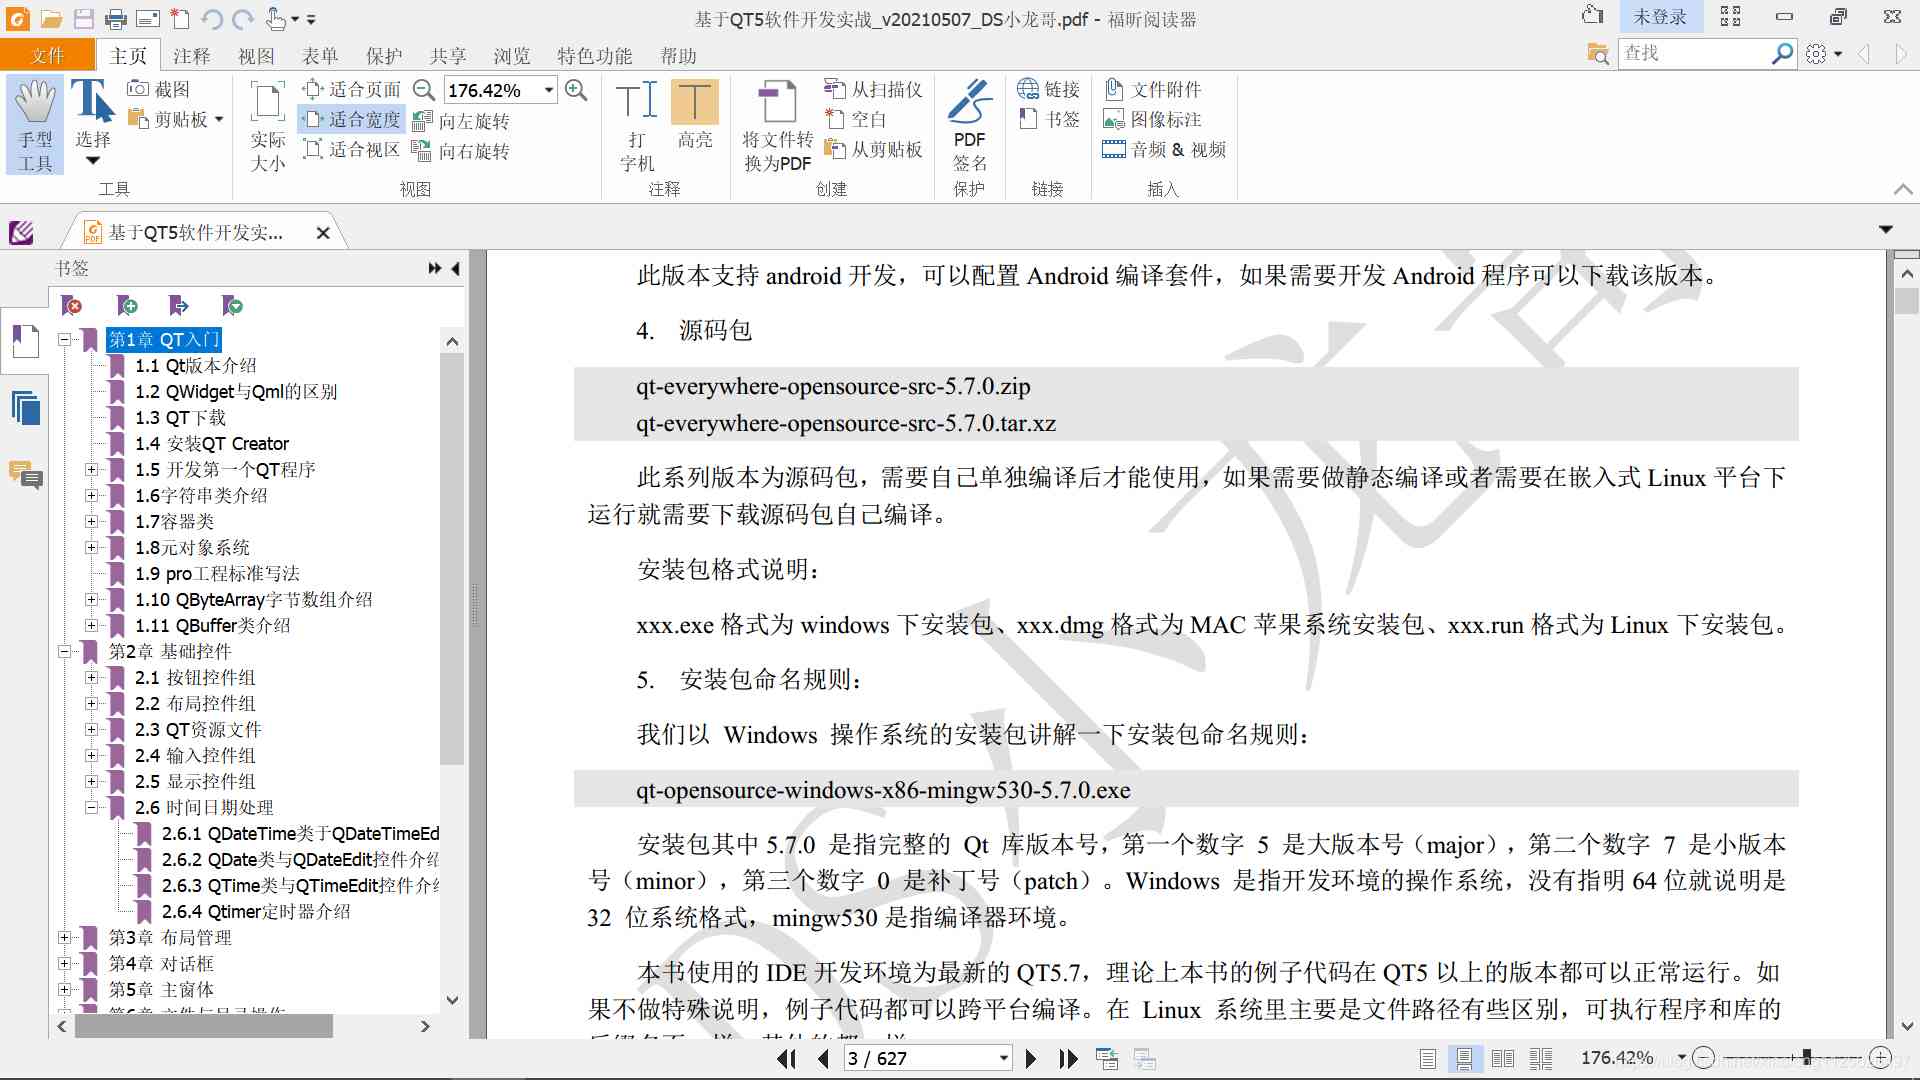 基于QT5软件开发实战_v20210507_DS小龙哥.pdf - 福昕阅读器
未登录
文件 主页 注释 视图 表单 保护 共享 浏览 特色功能 帮助
查找
手型
工具
选择
截图
剪贴板
工具
实际
大小
适合页面
适合宽度
适合视区
176.42%
向左旋转
向右旋转
视图
打
字机
高亮
注释
将文件转
换为PDF
从扫描仪
空白
从剪贴板
创建
PDF
签名
保护
链接
书签
链接
文件附件
图像标注
音频 & 视频
插入
基于QT5软件开发实...
书签
第1章 QT入门
1.1 Qt版本介绍
1.2 QWidget与Qml的区别
1.3 QT下载
1.4 安装QT Creator
1.5 开发第一个QT程序
1.6字符串类介绍
1.7容器类
1.8元对象系统
1.9 pro工程标准写法
1.10 QByteArray字节数组介绍
1.11 QBuffer类介绍
第2章 基础控件
2.1 按钮控件组
2.2 布局控件组
2.3 QT资源文件
2.4 输入控件组
2.5 显示控件组
2.6 时间日期处理
2.6.1 QDateTime类于QDateTimeEd
2.6.2 QDate类与QDateEdit控件介绍
2.6.3 QTime类与QTimeEdit控件介绍
2.6.4 Qtimer定时器介绍
第3章 布局管理
第4章 对话框
第5章 主窗体
此版本支持 android 开发，可以配置 Android 编译套件，如果需要开发 Android 程序可以下载该版本。
4. 源码包
qt-everywhere-opensource-src-5.7.0.zip
qt-everywhere-opensource-src-5.7.0.tar.xz
此系列版本为源码包，需要自己单独编译后才能使用，如果需要做静态编译或者需要在嵌入式 Linux 平台下
运行就需要下载源码包自己编译。
安装包格式说明：
xxx.exe 格式为 windows 下安装包、xxx.dmg 格式为 MAC 苹果系统安装包、xxx.run 格式为 Linux 下安装包。
5. 安装包命名规则：
我们以 Windows 操作系统的安装包讲解一下安装包命名规则：
qt-opensource-windows-x86-mingw530-5.7.0.exe
安装包其中 5.7.0 是指完整的 Qt 库版本号，第一个数字 5 是大版本号（major），第二个数字 7 是小版本
号（minor），第三个数字 0 是补丁号（patch）。Windows 是指开发环境的操作系统，没有指明 64 位就说明是
32 位系统格式，mingw530 是指编译器环境。
本书使用的 IDE 开发环境为最新的 QT5.7，理论上本书的例子代码在 QT5 以上的版本都可以正常运行。如
果不做特殊说明，例子代码都可以跨平台编译。在 Linux 系统里主要是文件路径有些区别，可执行程序和库的
DS小龙哥
3 / 627
176.42%